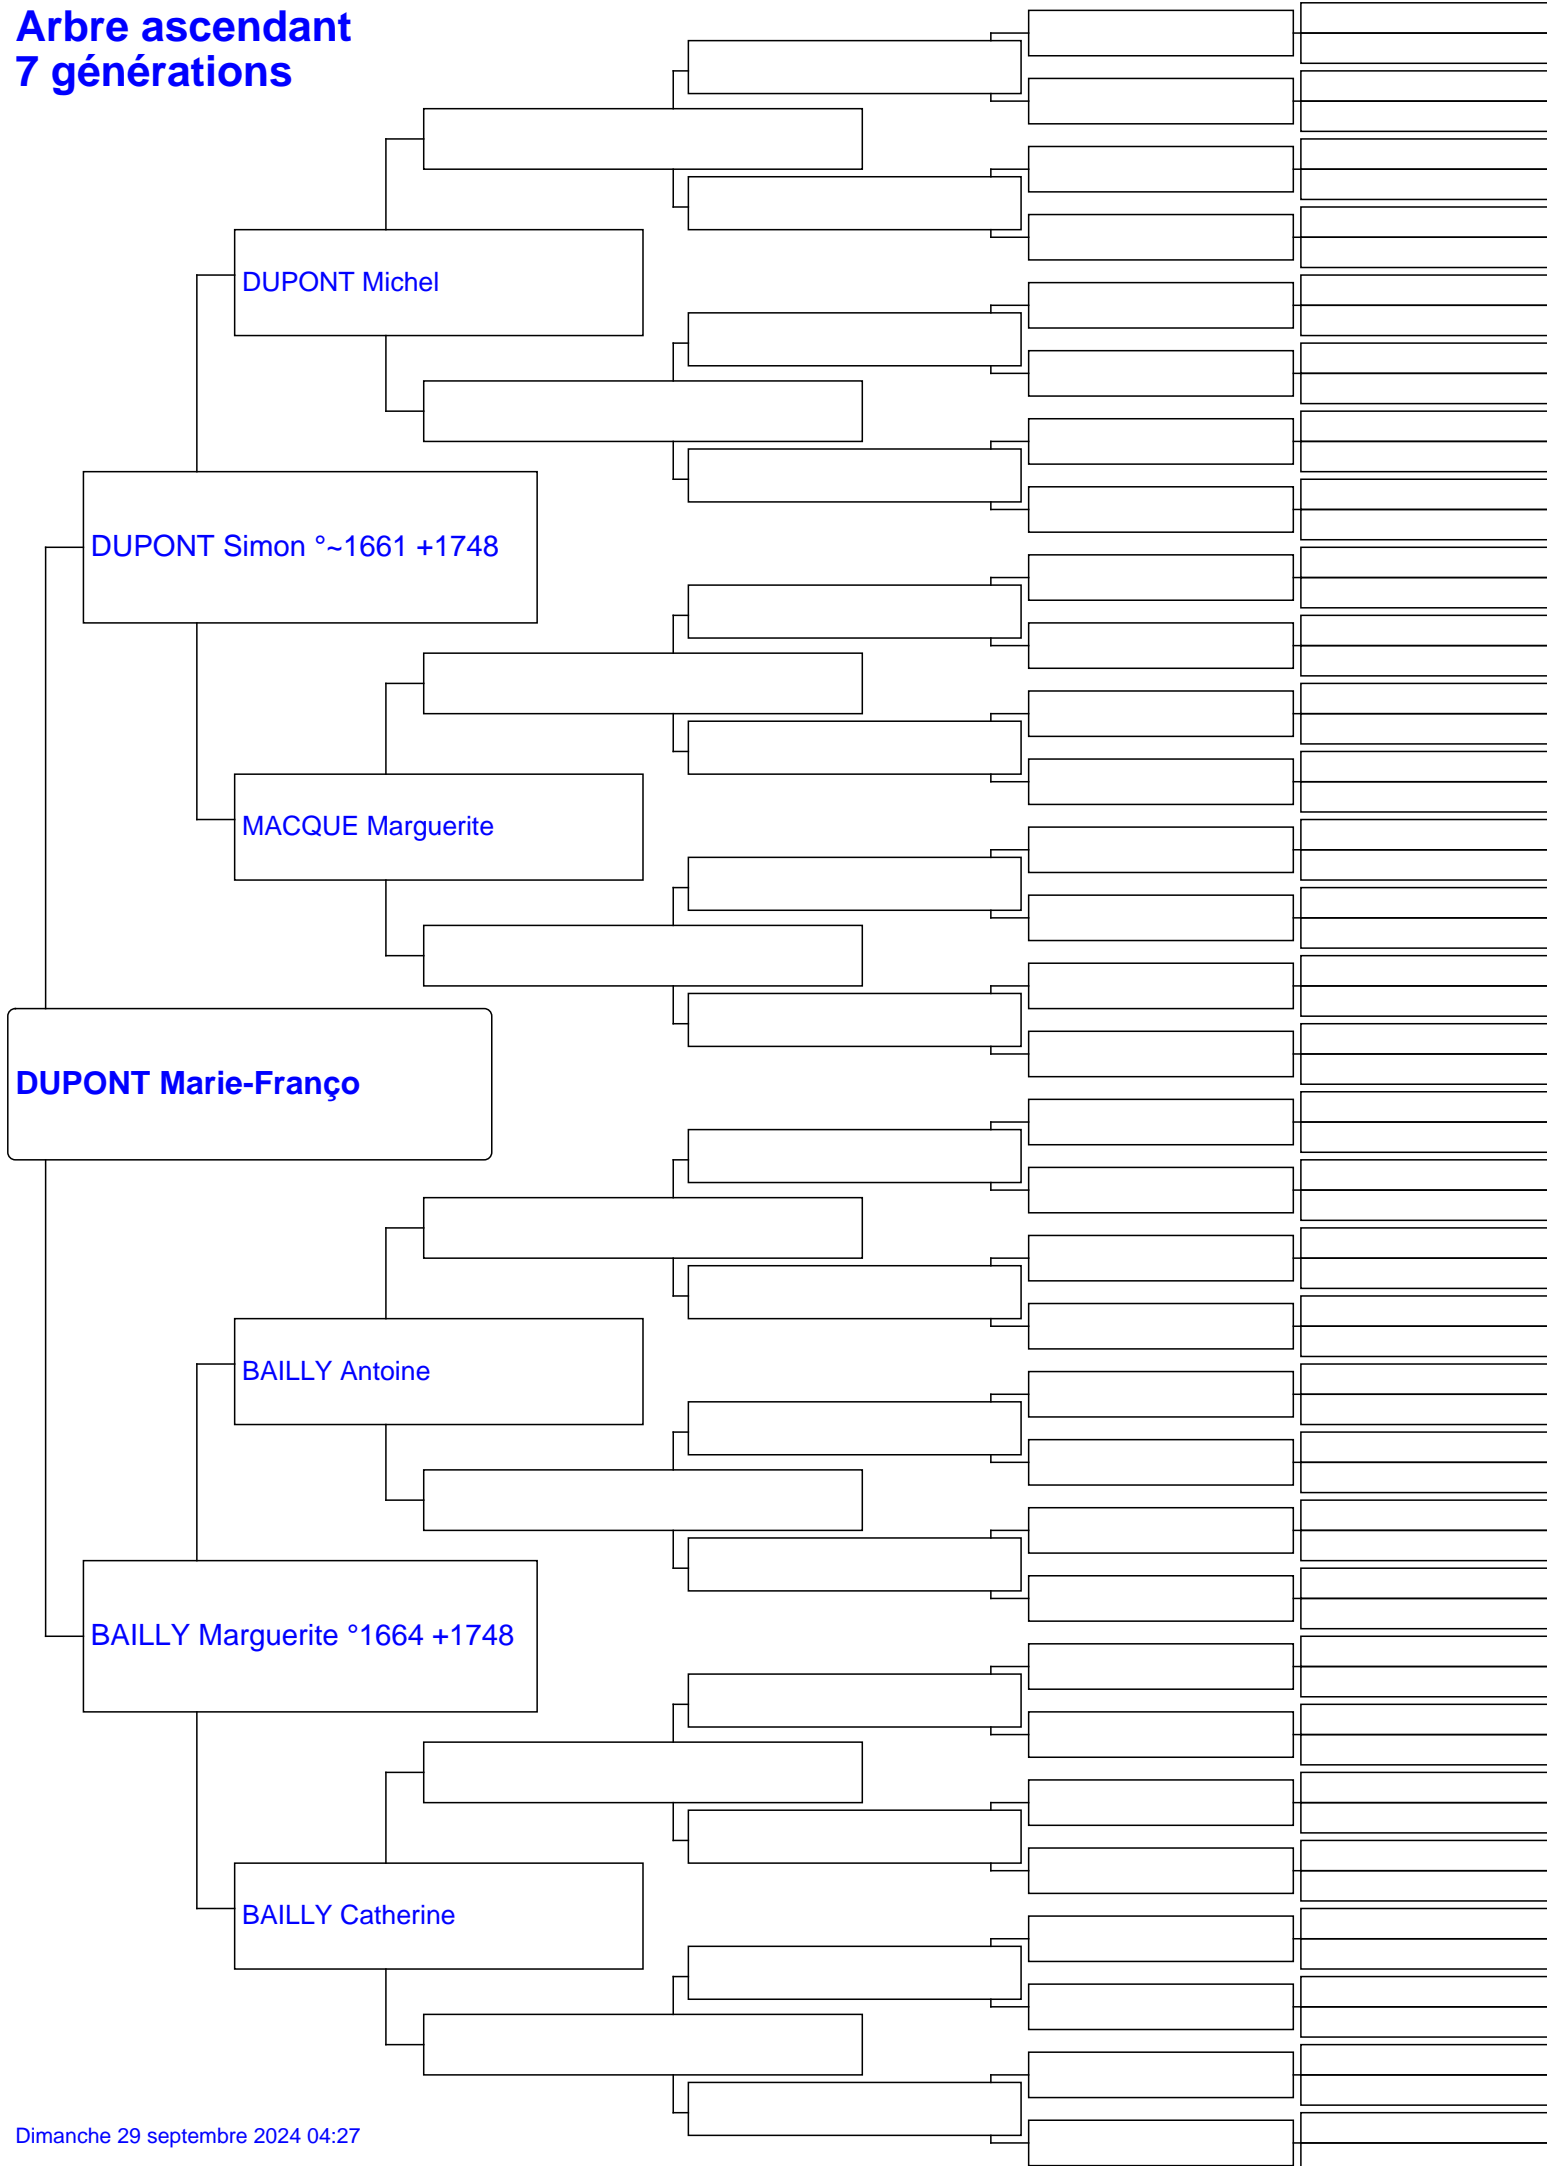 Arbre ascendant
7 générations
DUPONT Michel
DUPONT Simon °~1661 +1748
MACQUE Marguerite
DUPONT Marie-Franço
BAILLY Antoine
BAILLY Marguerite °1664 +1748
BAILLY Catherine
Dimanche 29 septembre 2024 04:27